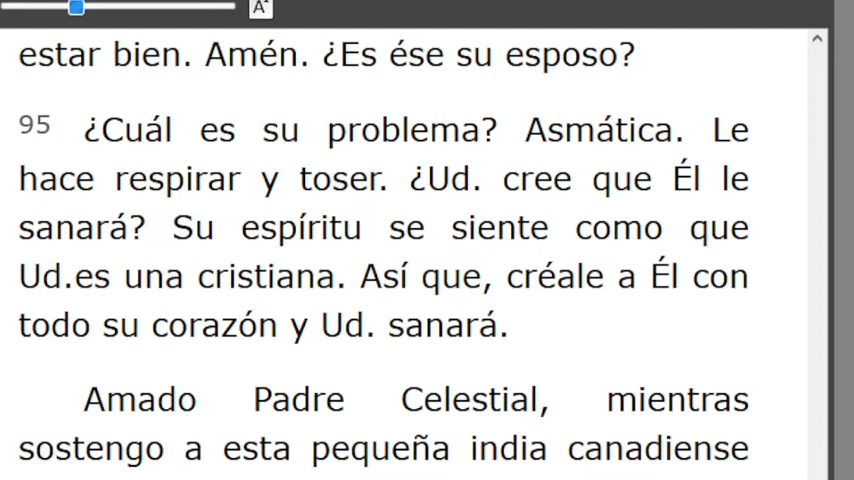 A
estar bien. Amén. ¿Es ése su esposo?
95 ¿Cuál es su problema? Asmática. Le
hace respirar y toser. ¿Ud. cree que Él le
sanará? Su espíritu se siente como que
Ud.es una cristiana. Así que, créale a Él con
todo su corazón y Ud. sanará.
Amado Padre Celestial, mientras
sostengo a esta pequeña india canadiense